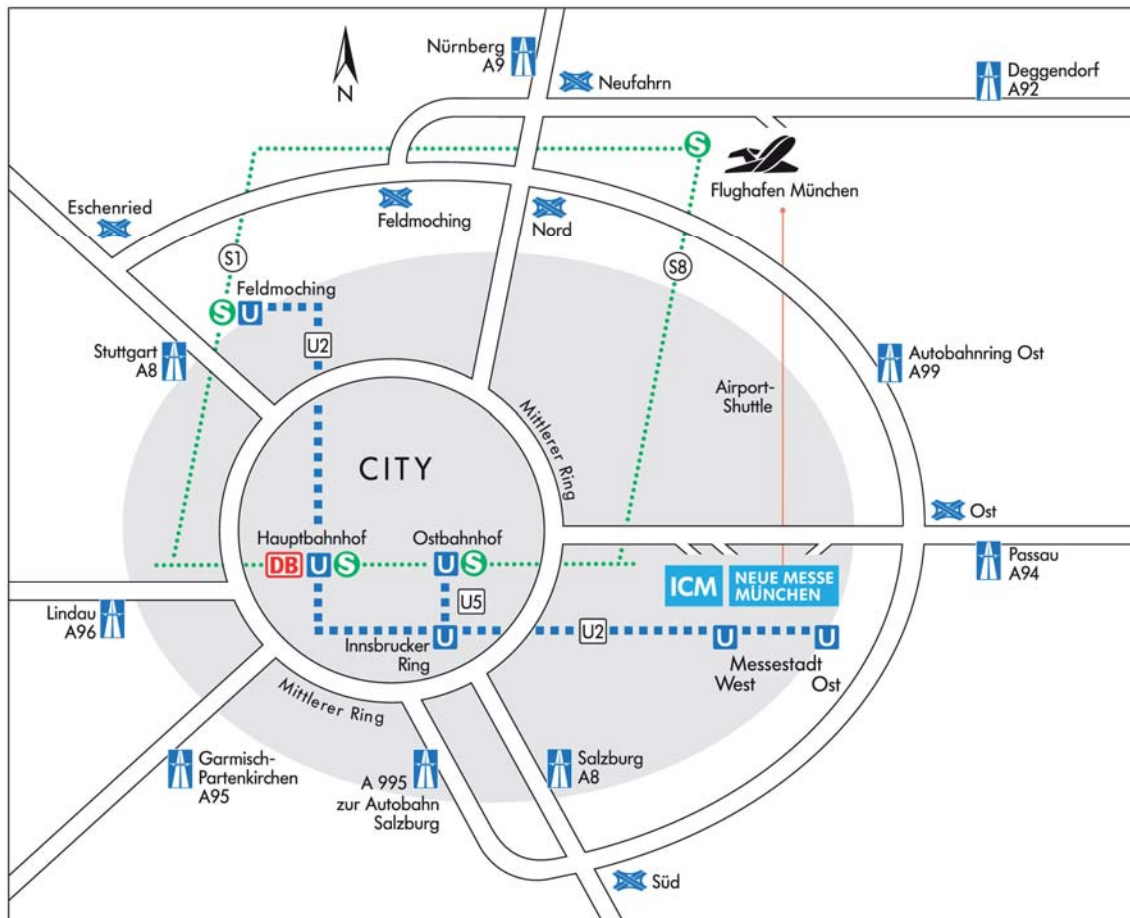 Nürnberg
A9
Neufahrn
Deggendorf
A92
N
S
Flughafen München
Eschenried
Feldmoching
Nord
S1
S8
Feldmoching
S U
U2
Stuttgart
A8
Autobahnring Ost
A99
Airport-
Shuttle
Mittlerer Ring
CITY
Ost
Hauptbahnhof
DB U S
Ostbahnhof
U S
Passau
A94
ICM
NEUE MESSE
MÜNCHEN
U5
Lindau
A96
Innsbrucker
Ring
U
U2
U
U
Messestadt
West Ost
Mittlerer Ring
Garmisch-
Partenkirchen
A95
A 995
zur Autobahn
Salzburg
Salzburg
A8
Süd